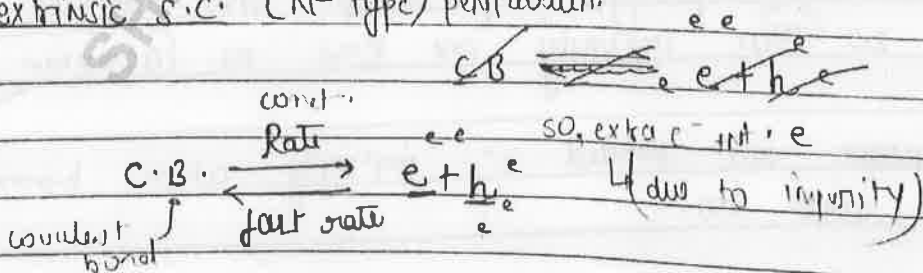 extrinsic S.C. (N-type) pentavalent
e e
CB e e + h e
const.
Rate e e so, extra e⁻ int. e
C.B. e + h e (due to impurity)
fast rate e e
covalent
bond